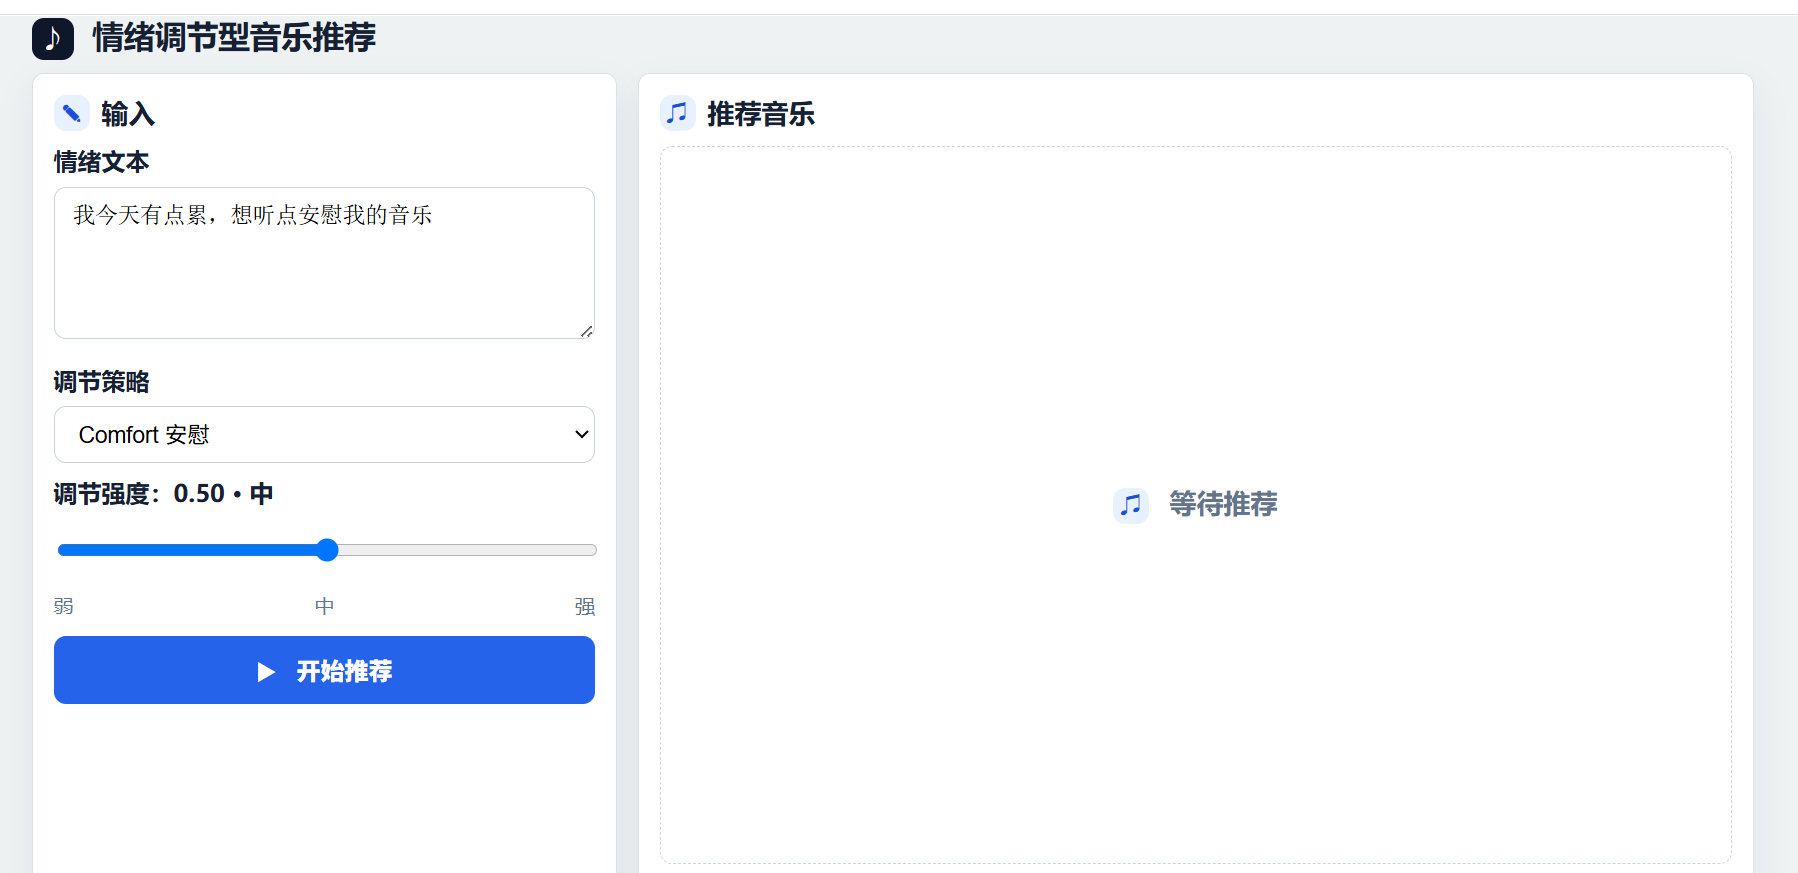 情绪调节型音乐推荐
输入
情绪文本
我今天有点累，想听点安慰我的音乐
调节策略
Comfort 安慰
调节强度：0.50 • 中
弱 中 强
开始推荐
推荐音乐
等待推荐